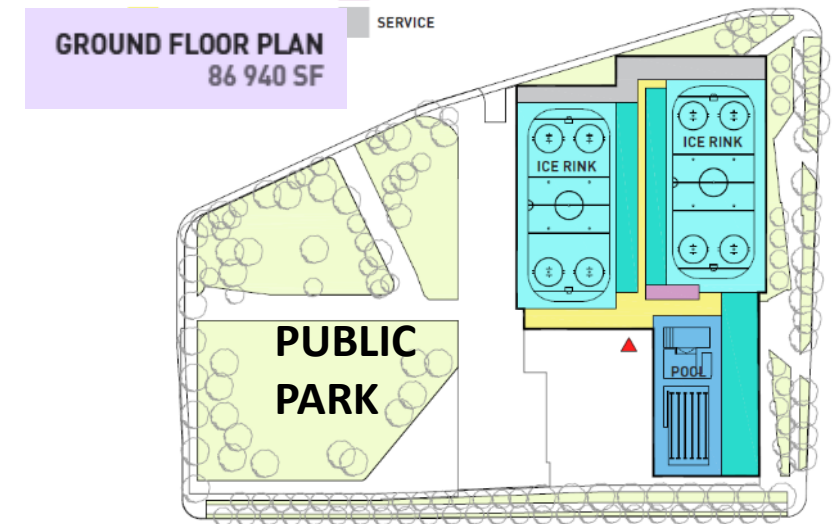 SERVICE
GROUND FLOOR PLAN
86 940 SF
ICE RINK
ICE RINK
POOL
PUBLIC
PARK